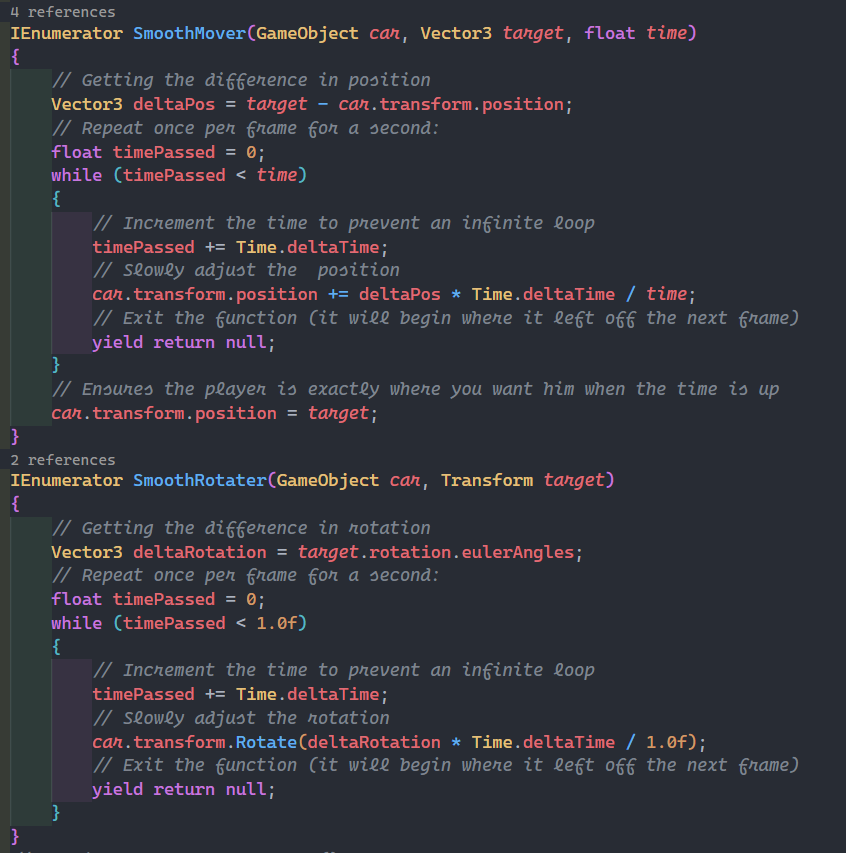 4 references
IEnumerator SmoothMover(GameObject car, Vector3 target, float time)
{
// Getting the difference in position
Vector3 deltaPos = target - car.transform.position;
// Repeat once per frame for a second:
float timePassed = 0;
while (timePassed < time)
{
// Increment the time to prevent an infinite loop
timePassed += Time.deltaTime;
// Slowly adjust the  position
car.transform.position += deltaPos * Time.deltaTime / time;
// Exit the function (it will begin where it left off the next frame)
yield return null;
}
// Ensures the player is exactly where you want him when the time is up
car.transform.position = target;
}
2 references
IEnumerator SmoothRotater(GameObject car, Transform target)
{
// Getting the difference in rotation
Vector3 deltaRotation = target.rotation.eulerAngles;
// Repeat once per frame for a second:
float timePassed = 0;
while (timePassed < 1.0f)
{
// Increment the time to prevent an infinite loop
timePassed += Time.deltaTime;
// Slowly adjust the rotation
car.transform.Rotate(deltaRotation * Time.deltaTime / 1.0f);
// Exit the function (it will begin where it left off the next frame)
yield return null;
}
}